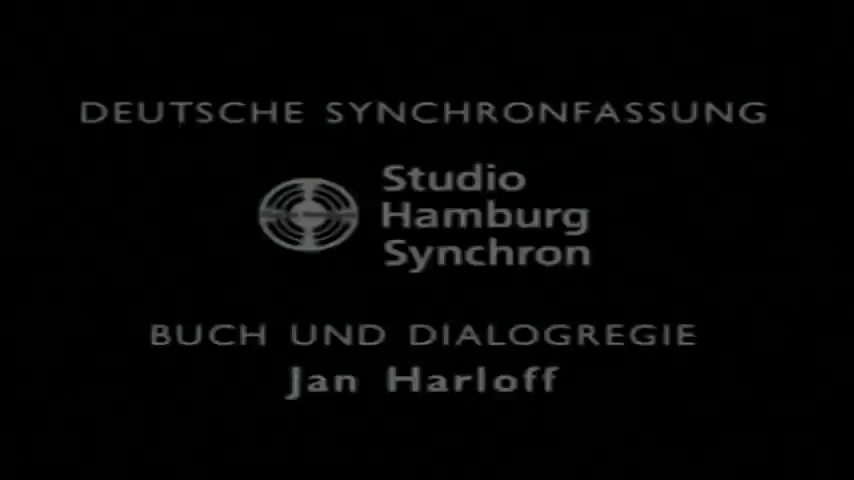 DEUTSCHE SYNCHRONFASSUNG
Studio
Hamburg
Synchron
BUCH UND DIALOGREGIE
Jan Harloff